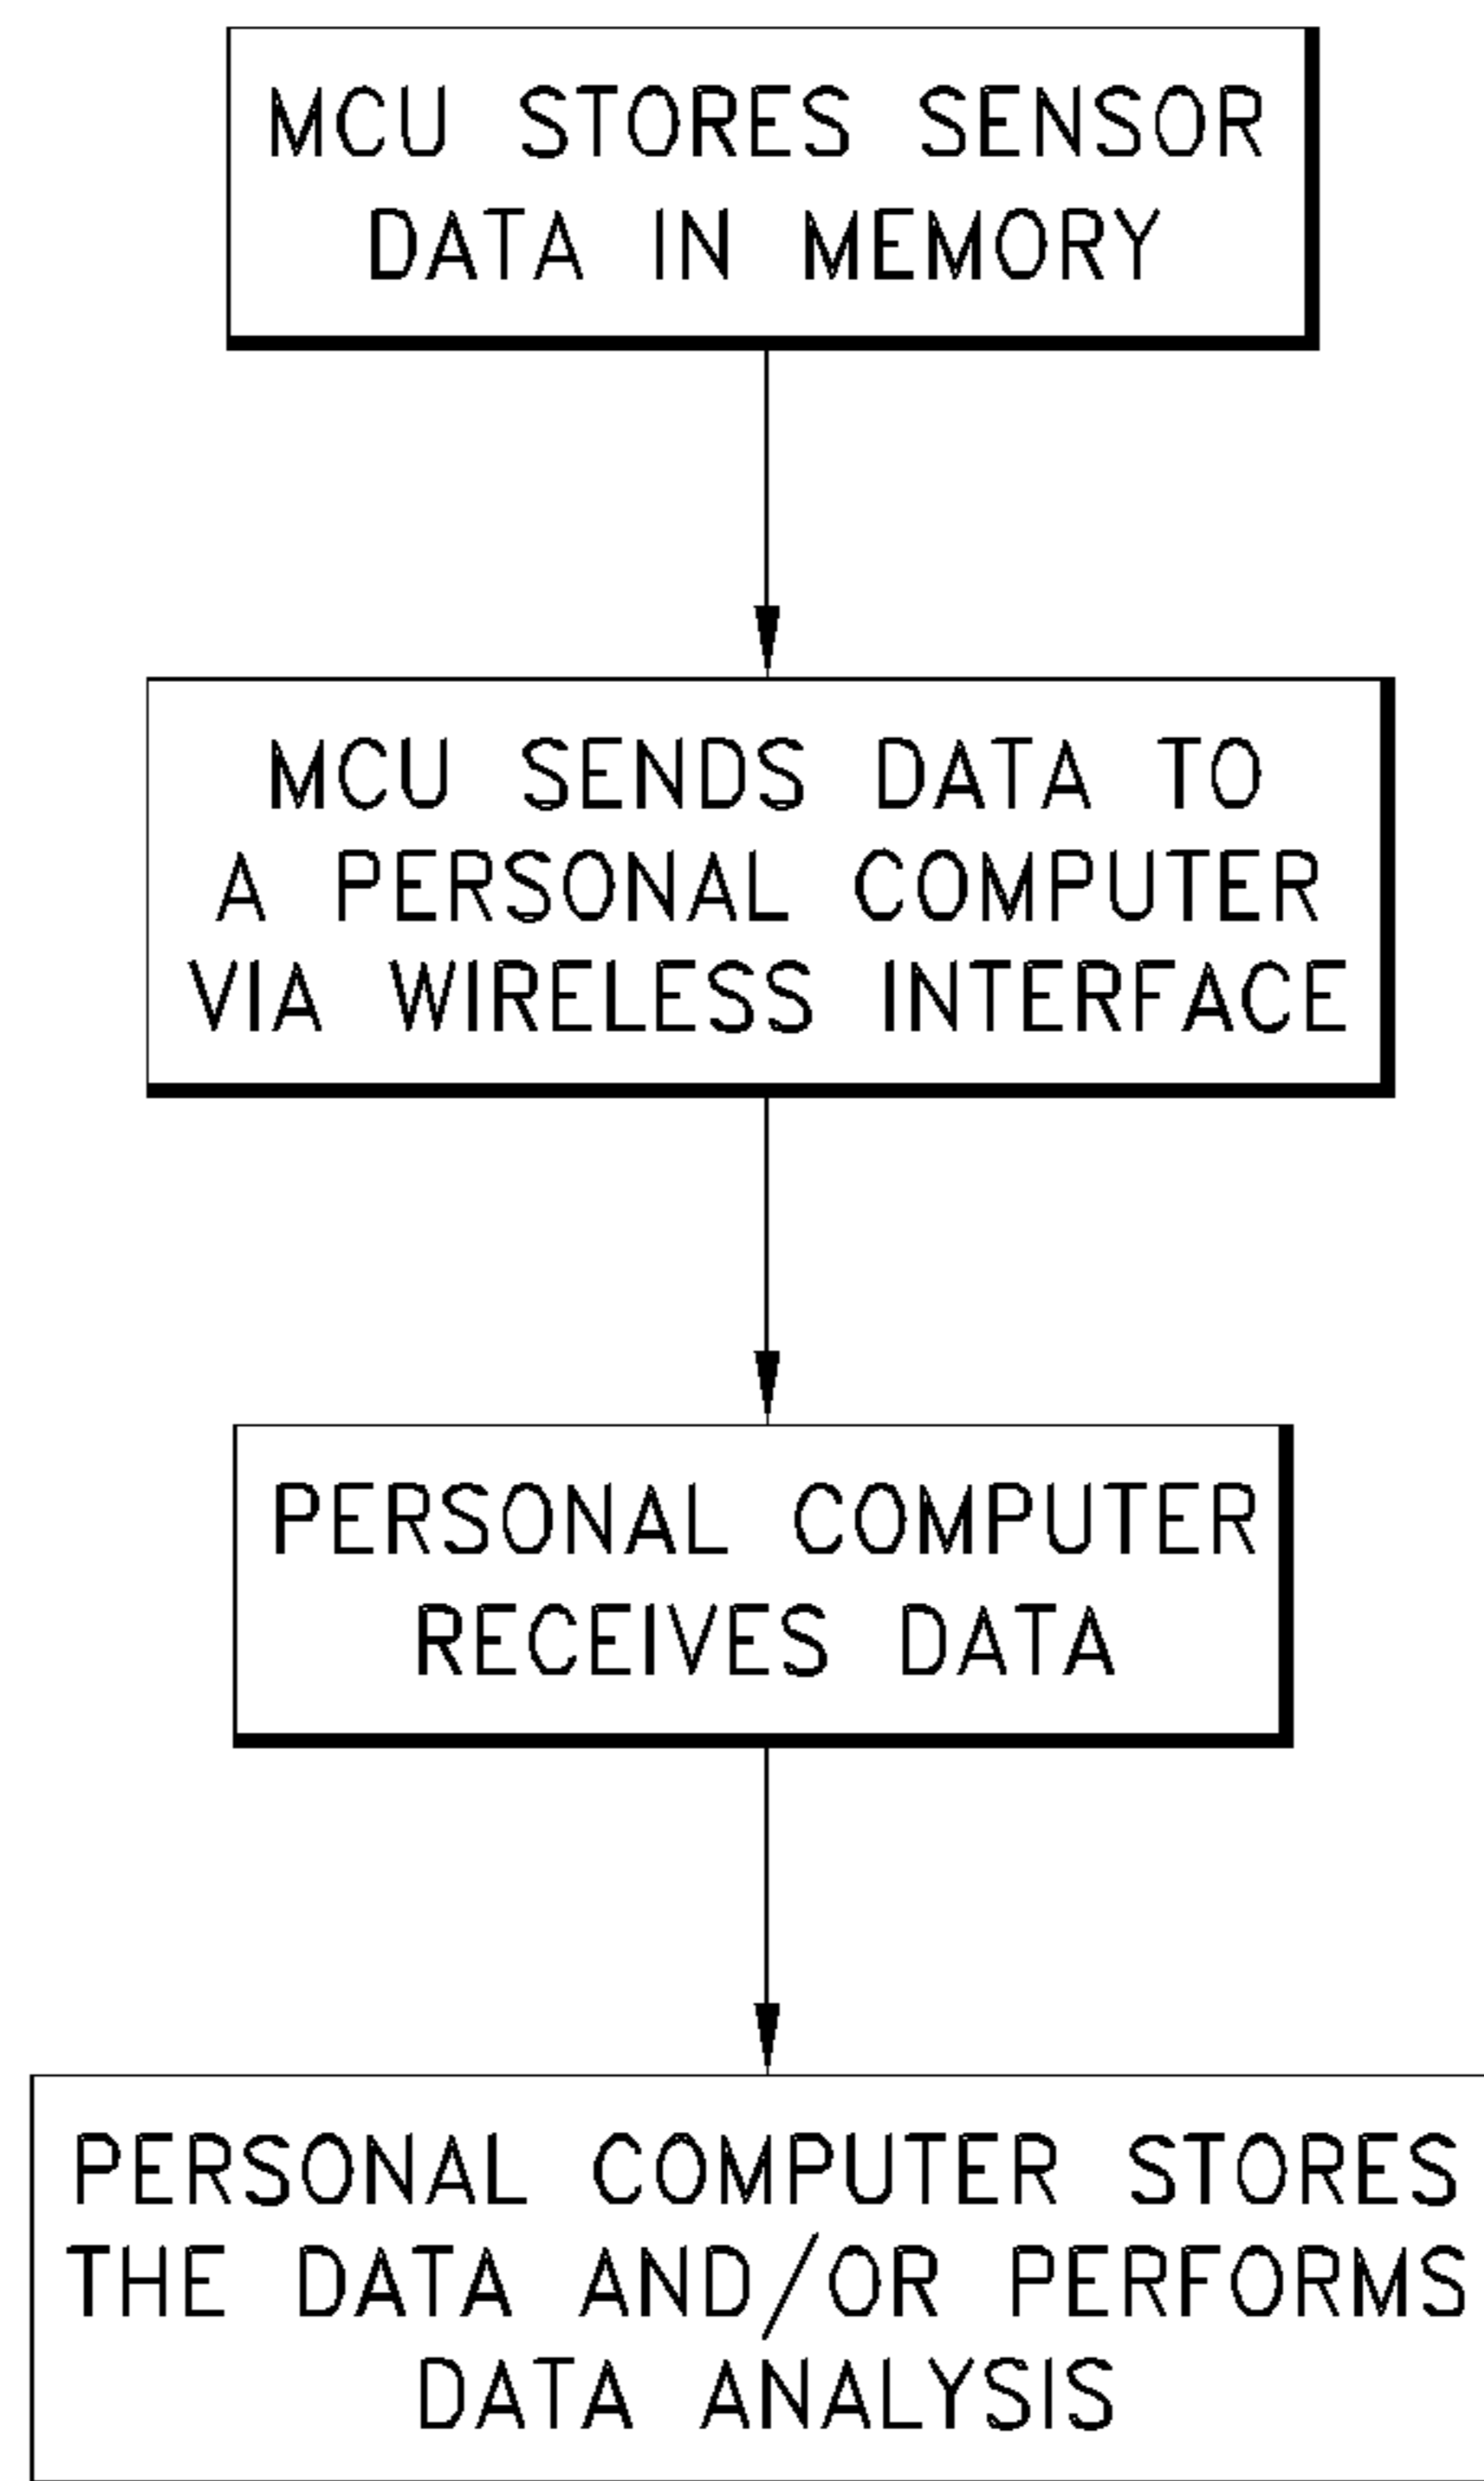 MCU STORES SENSOR
DATA IN MEMORY
MCU SENDS DATA TO
A PERSONAL COMPUTER
VIA WIRELESS INTERFACE
PERSONAL COMPUTER
RECEIVES DATA
PERSONAL COMPUTER STORES
THE DATA AND/OR PERFORMS
DATA ANALYSIS